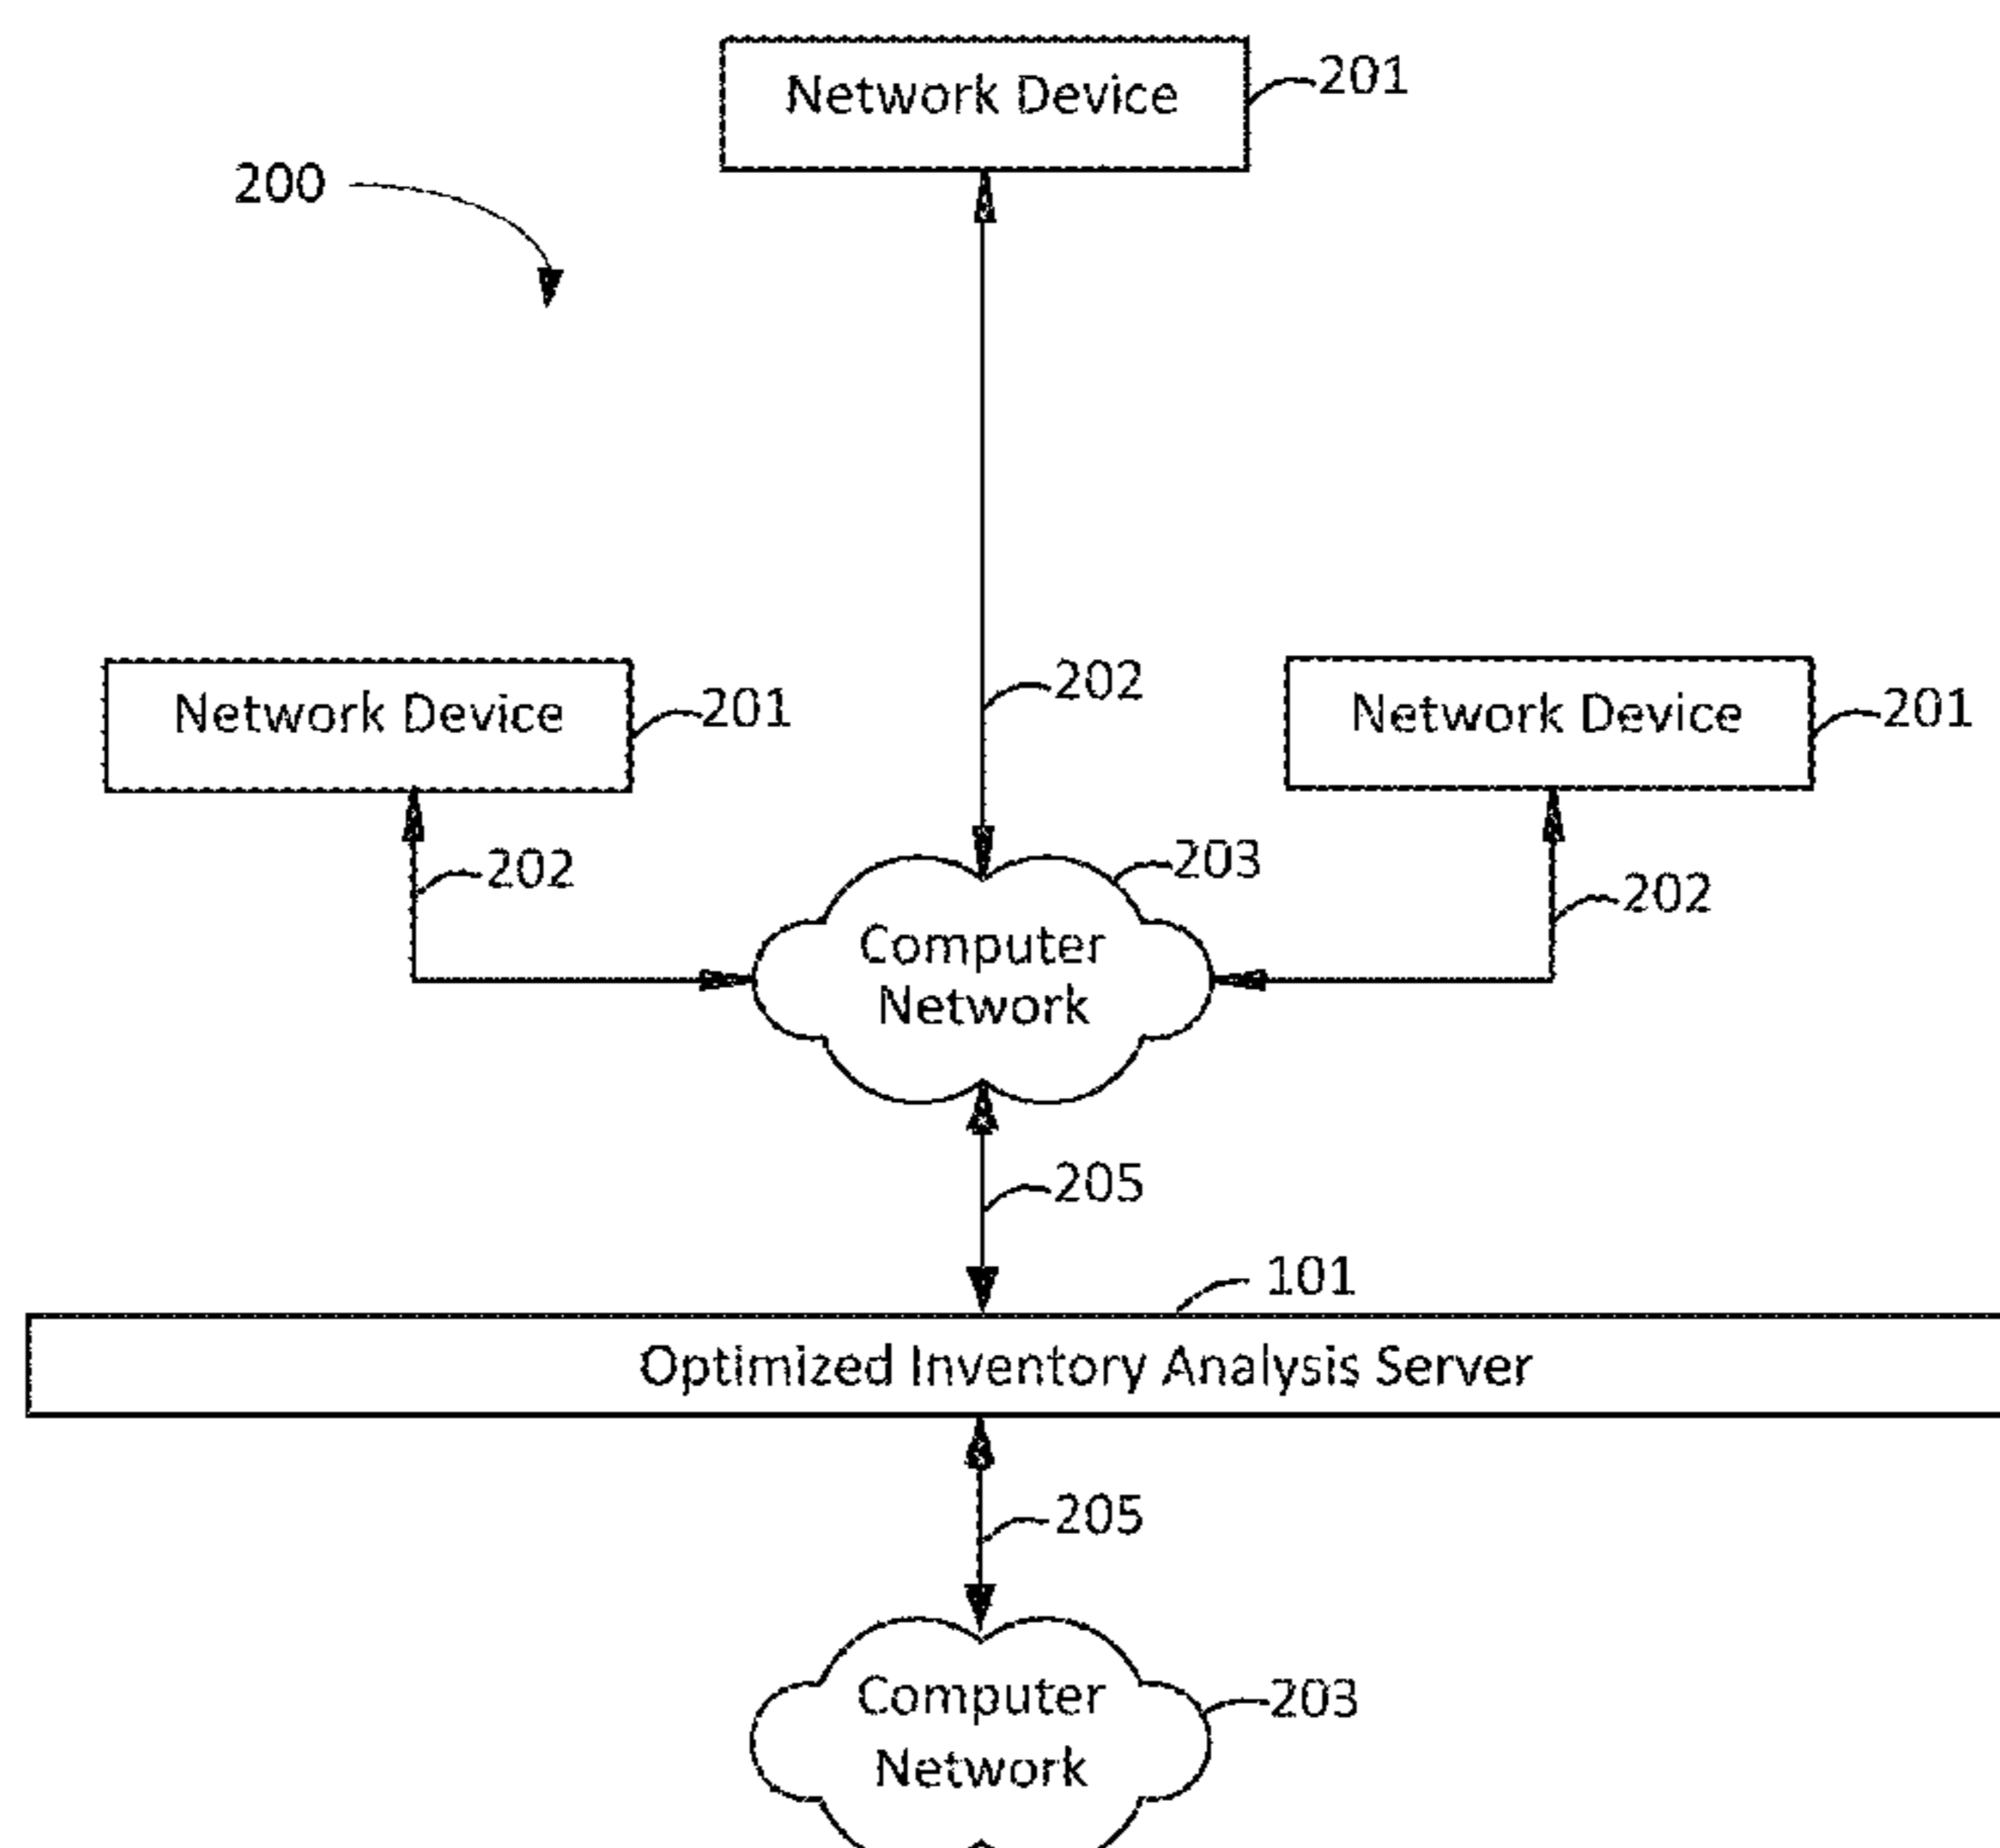 Network Device
201
200
202
Network Device
201
Network Device
201
202
203
202
Computer
Network
205
101
Optimized Inventory Analysis Server
205
Computer
Network
203